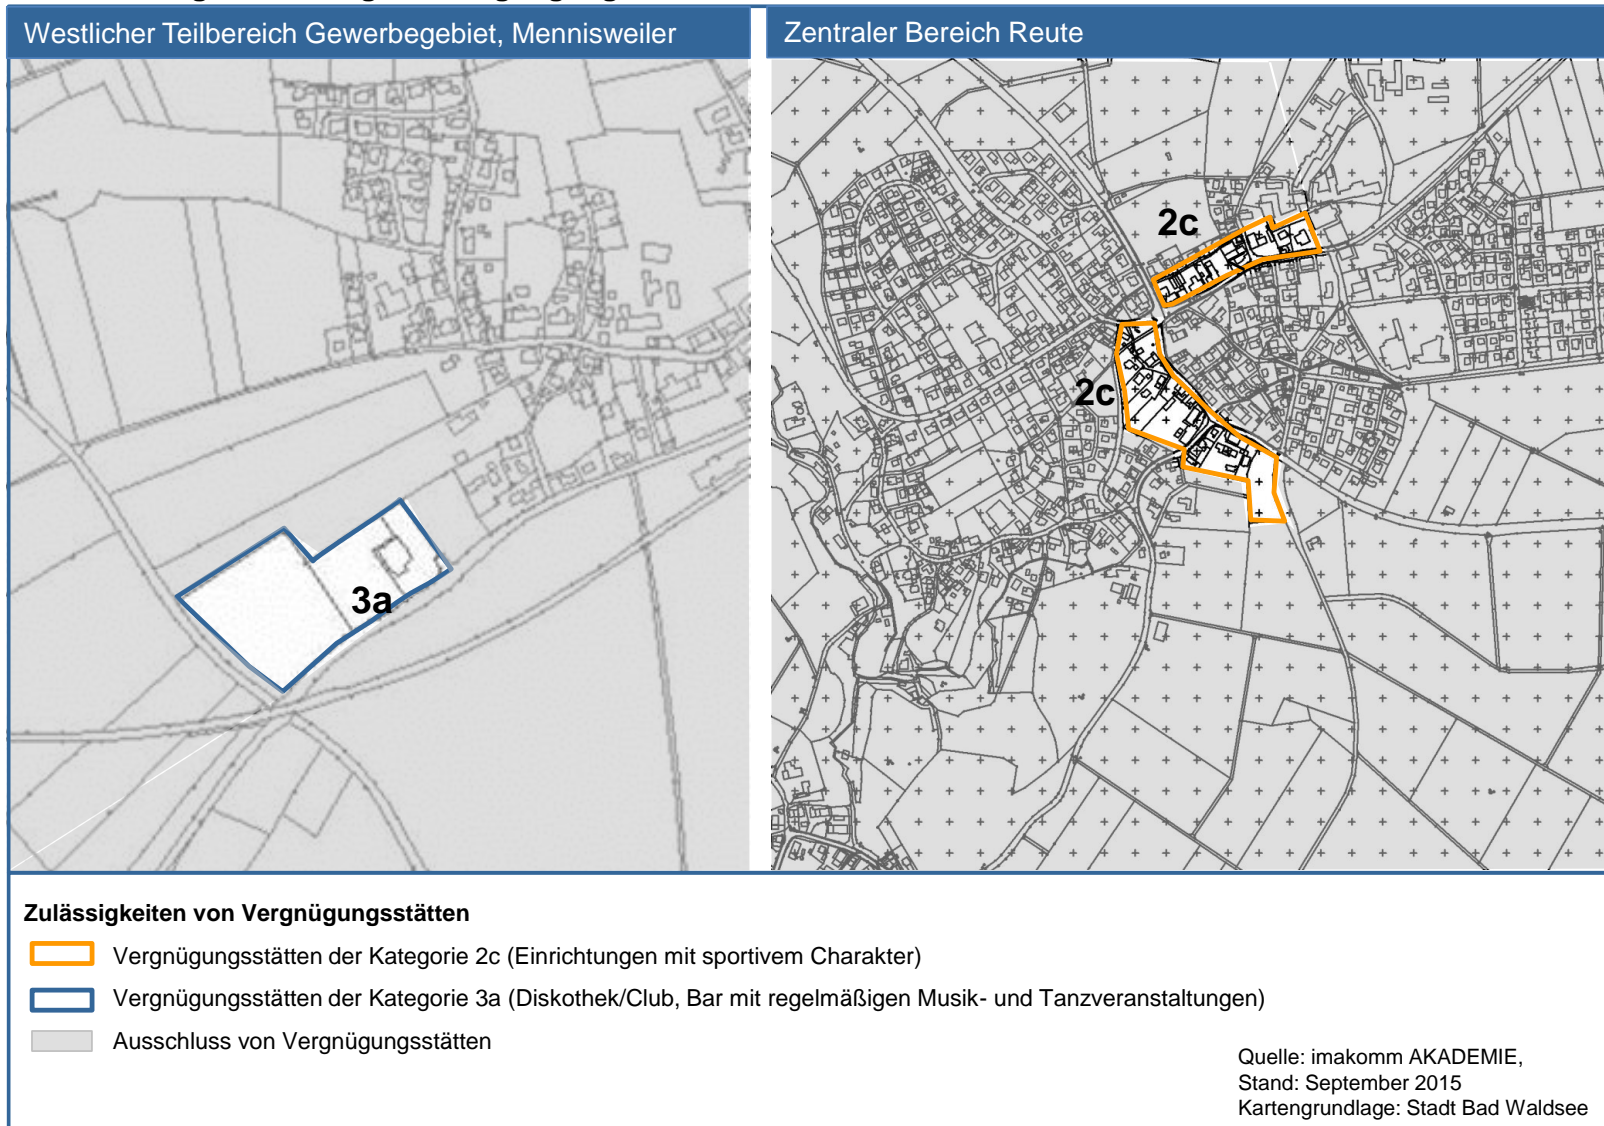 Westlicher Teilbereich Gewerbegebiet, Mennisweiler
Zentraler Bereich Reute
3a
2c
2c
Zulässigkeiten von Vergnügungsstätten
Vergnügungsstätten der Kategorie 2c (Einrichtungen mit sportivem Charakter)
Vergnügungsstätten der Kategorie 3a (Diskothek/Club, Bar mit regelmäßigen Musik- und Tanzveranstaltungen)
Ausschluss von Vergnügungsstätten
Quelle: imakomm AKADEMIE,
Stand: September 2015
Kartengrundlage: Stadt Bad Waldsee